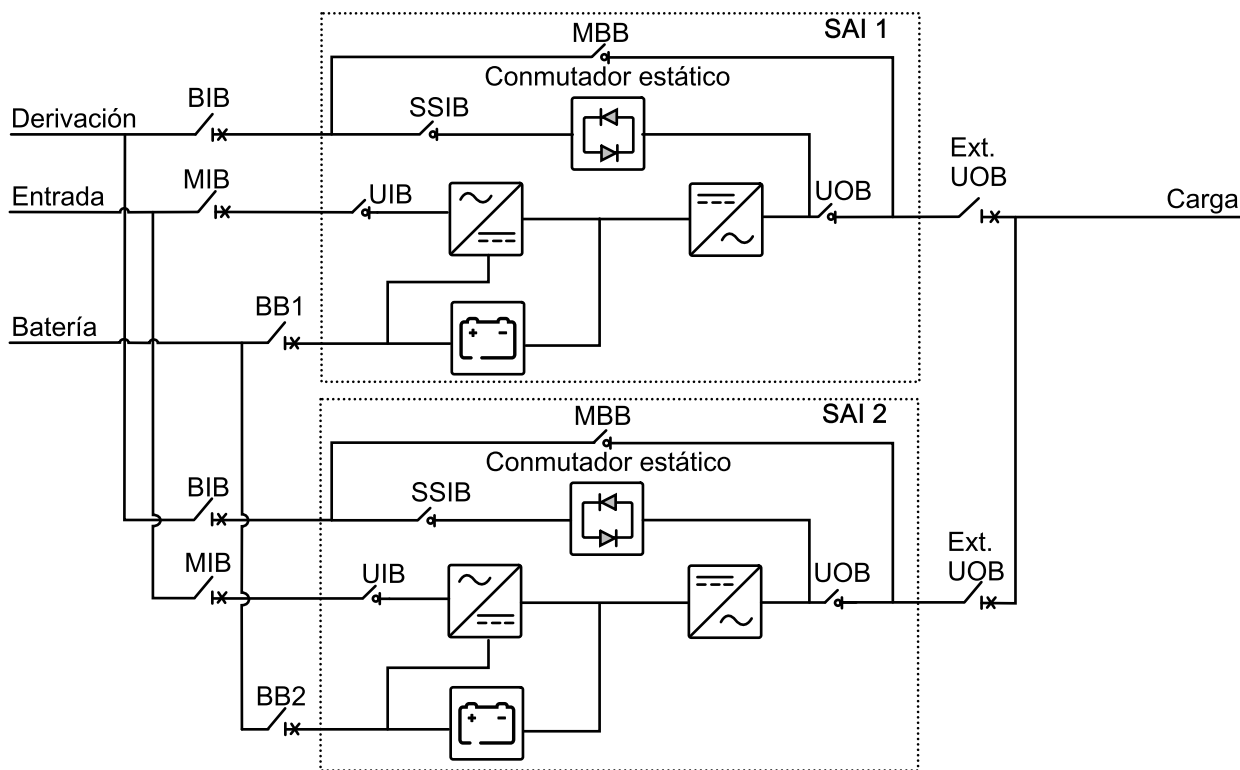 SAI 1
MBB
Conmutador estático
BIB
SSIB
Derivación
Ext.
UOB
MIB
UIB
UOB
Entrada
Carga
BB1
Batería
SAI 2
MBB
Conmutador estático
BIB
SSIB
Ext.
UOB
MIB
UIB
UOB
BB2